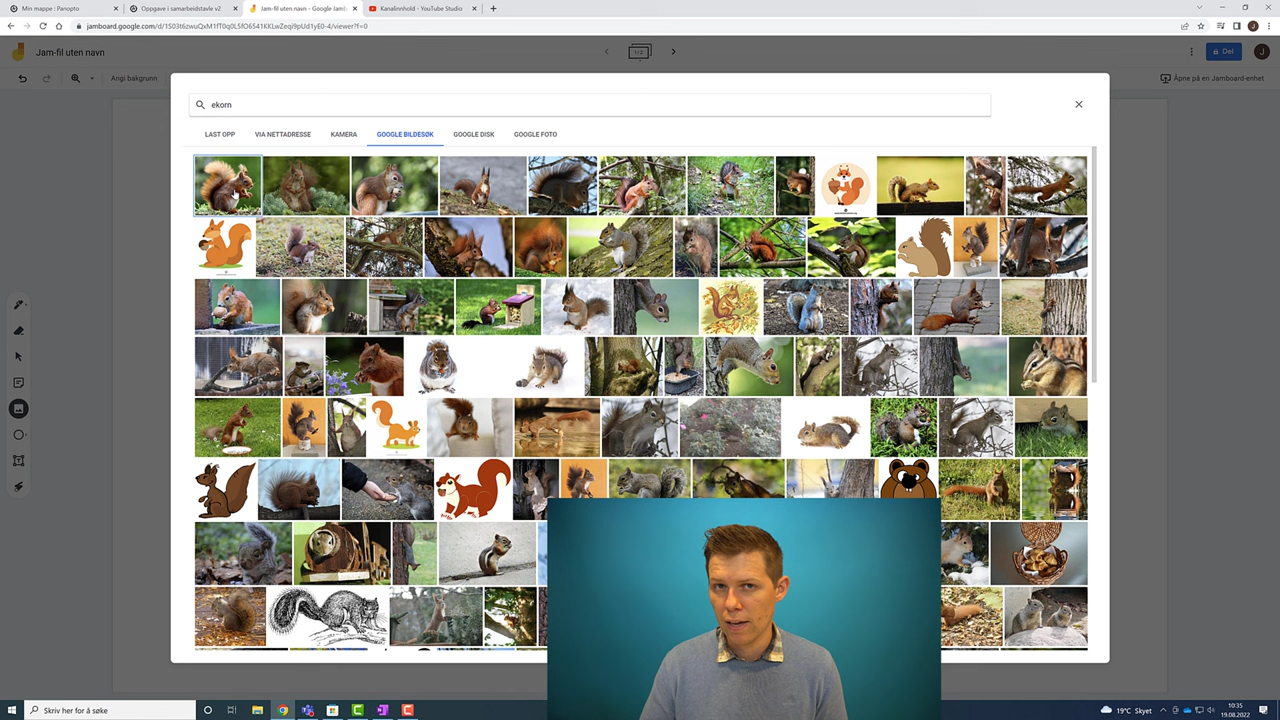 Min mappe : Panopto
Oppgave i samarbeidstavle v2
Jam-fil uten navn - Google Jamb
Kanalinnhold - YouTube Studio
jamboard.google.com/d/1S03t6zwuQxM1fT0q0L5fO6541KKLwZeqi9pUd1yE0-4/viewer?f=0
J
Jam-fil uten navn
1/2
Del
J
Angi bakgrunn
Åpne på en Jamboard-enhet
ekorn
LAST OPP
VIA NETTADRESSE
KAMERA
GOOGLE BILDESØK
GOOGLE DISK
GOOGLE FOTO
Skriv her for å søke
19°C Skyet
10:35
19.08.2022